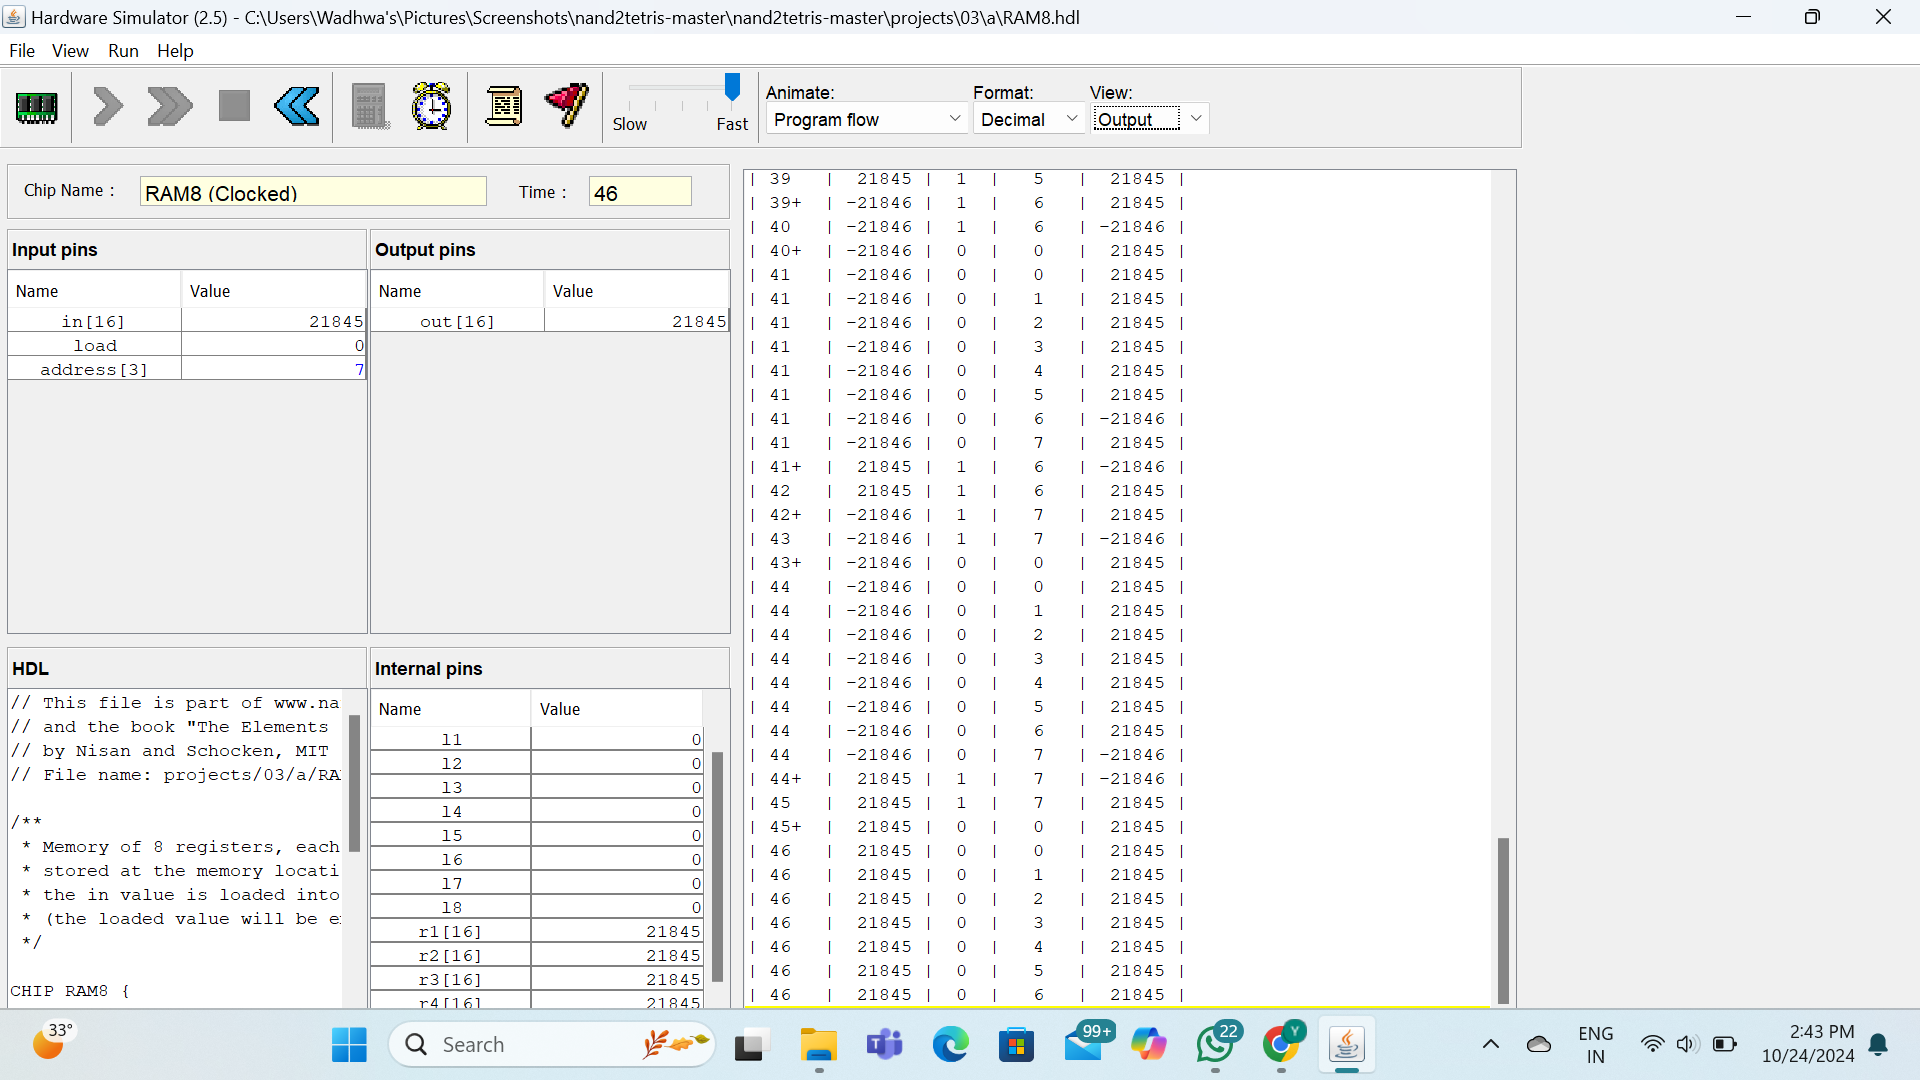 Hardware Simulator (2.5) - C:\Users\Wadhwa's\Pictures\Screenshots\nand2tetris-master\nand2tetris-master\projects\03\a\RAM8.hdl
File View Run Help
Slow Fast
Animate:
Program flow
Format:
Decimal
View:
Output
Chip Name : RAM8 (Clocked) Time : 46
Input pins
Name Value
in[16] 21845
load 0
address[3] 7
Output pins
Name Value
out[16] 21845
HDL
// This file is part of www.na
// and the book "The Elements
// by Nisan and Schocken, MIT
// File name: projects/03/a/RA
/**
* Memory of 8 registers, each
* stored at the memory locati
* the in value is loaded into
* (the loaded value will be e
*/
CHIP RAM8 {
Internal pins
Name Value
l1 0
l2 0
l3 0
l4 0
l5 0
l6 0
l7 0
l8 0
r1[16] 21845
r2[16] 21845
r3[16] 21845
r4[16] 21845
| 39 | 21845 | 1 | 5 | 21845 |
| 39+ | -21846 | 1 | 6 | 21845 |
| 40 | -21846 | 1 | 6 | -21846 |
| 40+ | -21846 | 0 | 0 | 21845 |
| 41 | -21846 | 0 | 0 | 21845 |
| 41 | -21846 | 0 | 1 | 21845 |
| 41 | -21846 | 0 | 2 | 21845 |
| 41 | -21846 | 0 | 3 | 21845 |
| 41 | -21846 | 0 | 4 | 21845 |
| 41 | -21846 | 0 | 5 | 21845 |
| 41 | -21846 | 0 | 6 | -21846 |
| 41 | -21846 | 0 | 7 | 21845 |
| 41+ | 21845 | 1 | 6 | -21846 |
| 42 | 21845 | 1 | 6 | 21845 |
| 42+ | -21846 | 1 | 7 | 21845 |
| 43 | -21846 | 1 | 7 | -21846 |
| 43+ | -21846 | 0 | 0 | 21845 |
| 44 | -21846 | 0 | 0 | 21845 |
| 44 | -21846 | 0 | 1 | 21845 |
| 44 | -21846 | 0 | 2 | 21845 |
| 44 | -21846 | 0 | 3 | 21845 |
| 44 | -21846 | 0 | 4 | 21845 |
| 44 | -21846 | 0 | 5 | 21845 |
| 44 | -21846 | 0 | 6 | 21845 |
| 44 | -21846 | 0 | 7 | -21846 |
| 44+ | 21845 | 1 | 7 | -21846 |
| 45 | 21845 | 1 | 7 | 21845 |
| 45+ | 21845 | 0 | 0 | 21845 |
| 46 | 21845 | 0 | 0 | 21845 |
| 46 | 21845 | 0 | 1 | 21845 |
| 46 | 21845 | 0 | 2 | 21845 |
| 46 | 21845 | 0 | 3 | 21845 |
| 46 | 21845 | 0 | 4 | 21845 |
| 46 | 21845 | 0 | 5 | 21845 |
| 46 | 21845 | 0 | 6 | 21845 |
33°
Search
99+
22
Y
ENG
IN
2:43 PM
10/24/2024